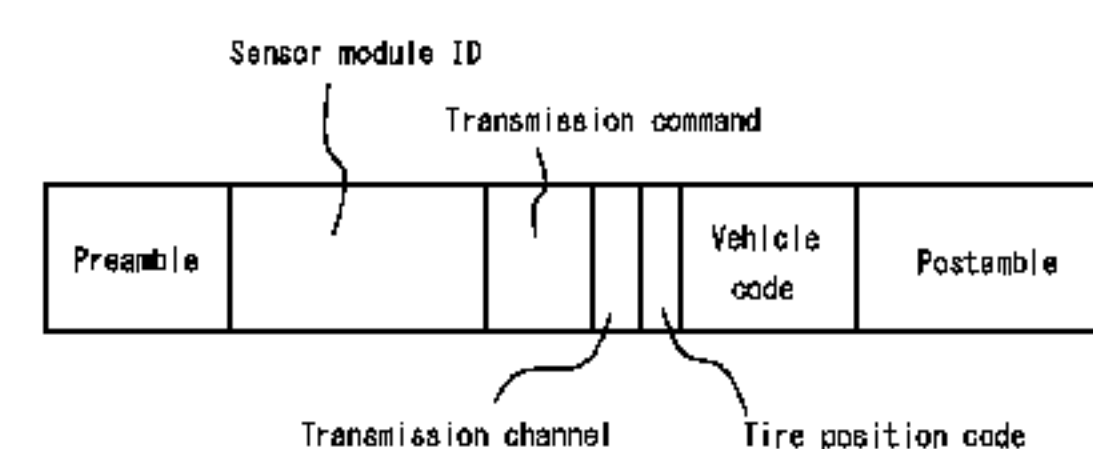 Sensor module ID
Transmission command
Preamble
Vehicle
code
Postamble
Transmission channel
Tire position code